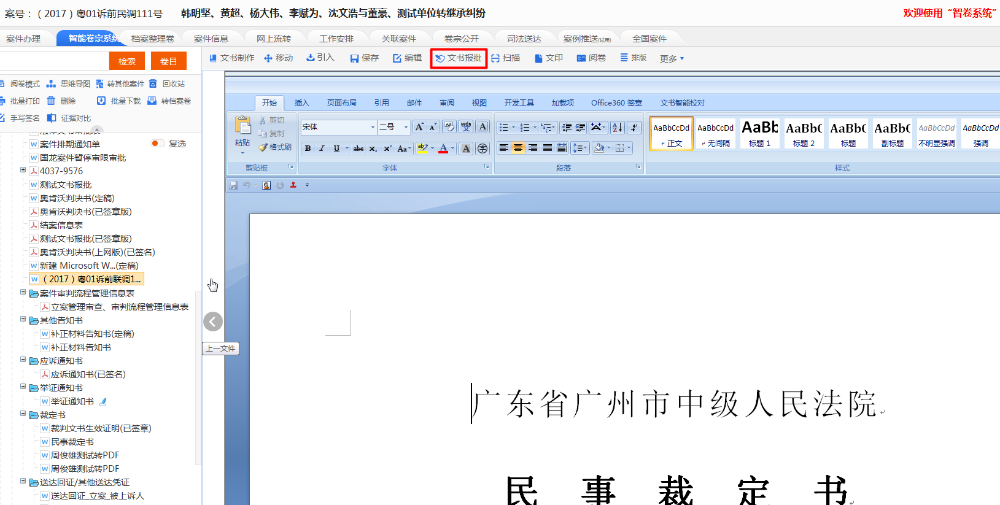 案号：（2017）粤01诉前民调111号 韩明坚、黄超、杨大伟、李赋为、沈文浩与董豪、测试单位转继承纠纷 欢迎使用“智卷系统”
案件办理 智能卷宗系统 档案整理卷 案件信息 网上流转 工作安排 关联案件 卷宗公开 司法送达 案例推送(试用) 全国案件
检索 卷目 文书制作 移动 引入 保存 编辑 文书报批 扫描 文印 阅卷 排版 更多
阅卷模式 思维导图 转其他案件 回收站
批量打印 删除 批量下载 转档案卷
手写签名 证据对比
开始 插入 页面布局 引用 邮件 审阅 视图 开发工具 加载项 Office360 签章 文书智能校对
粘贴 剪切 复制 格式刷
宋体 二号
剪贴板 字体 段落 样式
AaBbCcDd AaBbCcDd AaBb AaBb( AaBb( AaBb( AaBbCcDd AaBbCcDd
正文 无间隔 标题 1 标题 2 标题 副标题 不明显强调 强调
案件排期通知单 复选
国龙案件暂停审限审批
4037-9576
测试文书报批
奥肯沃判决书(定稿)
奥肯沃判决书(已签章版)
结案信息表
测试文书报批(已签章版)
奥肯沃判决书(上网版)(已签名)
新建 Microsoft W...(定稿)
（2017）粤01诉前联调1...
案件审判流程管理信息表
立案管理审查、审判流程管理信息表
其他告知书
补正材料告知书(定稿)
补正材料告知书
应诉通知书
应诉通知书(已签名)
举证通知书
举证通知书
裁定书
裁判文书生效证明(已签章)
民事裁定书
周俊雄测试转PDF
周俊雄测试转PDF
送达回证/其他送达凭证
送达回证_立案_被上诉人
上一文件
广东省广州市中级人民法院
民事裁定书